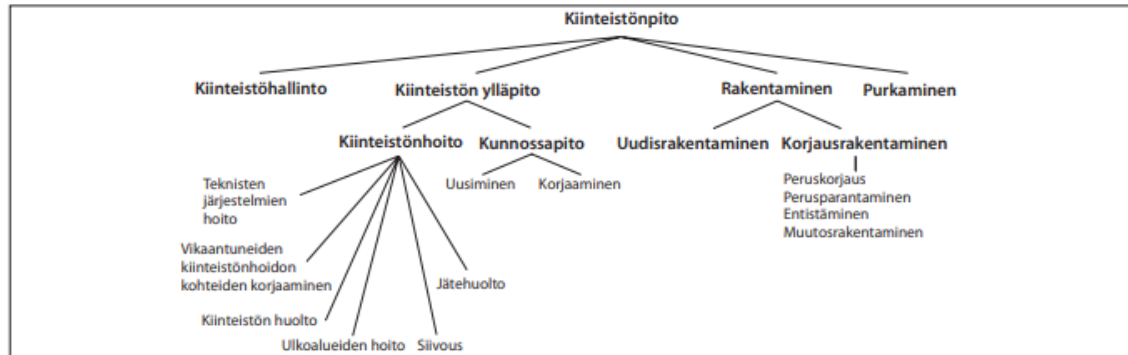 Kiinteistönpito
Kiinteistöhallinto
Kiinteistön ylläpito
Rakentaminen
Purkaminen
Kiinteistönhoito
Kunnossapito
Uudisrakentaminen
Korjausrakentaminen
Teknisten
järjestelmien
hoito
Uusiminen
Korjaaminen
Peruskorjaus
Perusparantaminen
Entistäminen
Muutosrakentaminen
Vikaantuneiden
kiinteistönhoidon
kohteiden korjaaminen
Jätehuolto
Kiinteistön huolto
Ulkoalueiden hoito
Siivous